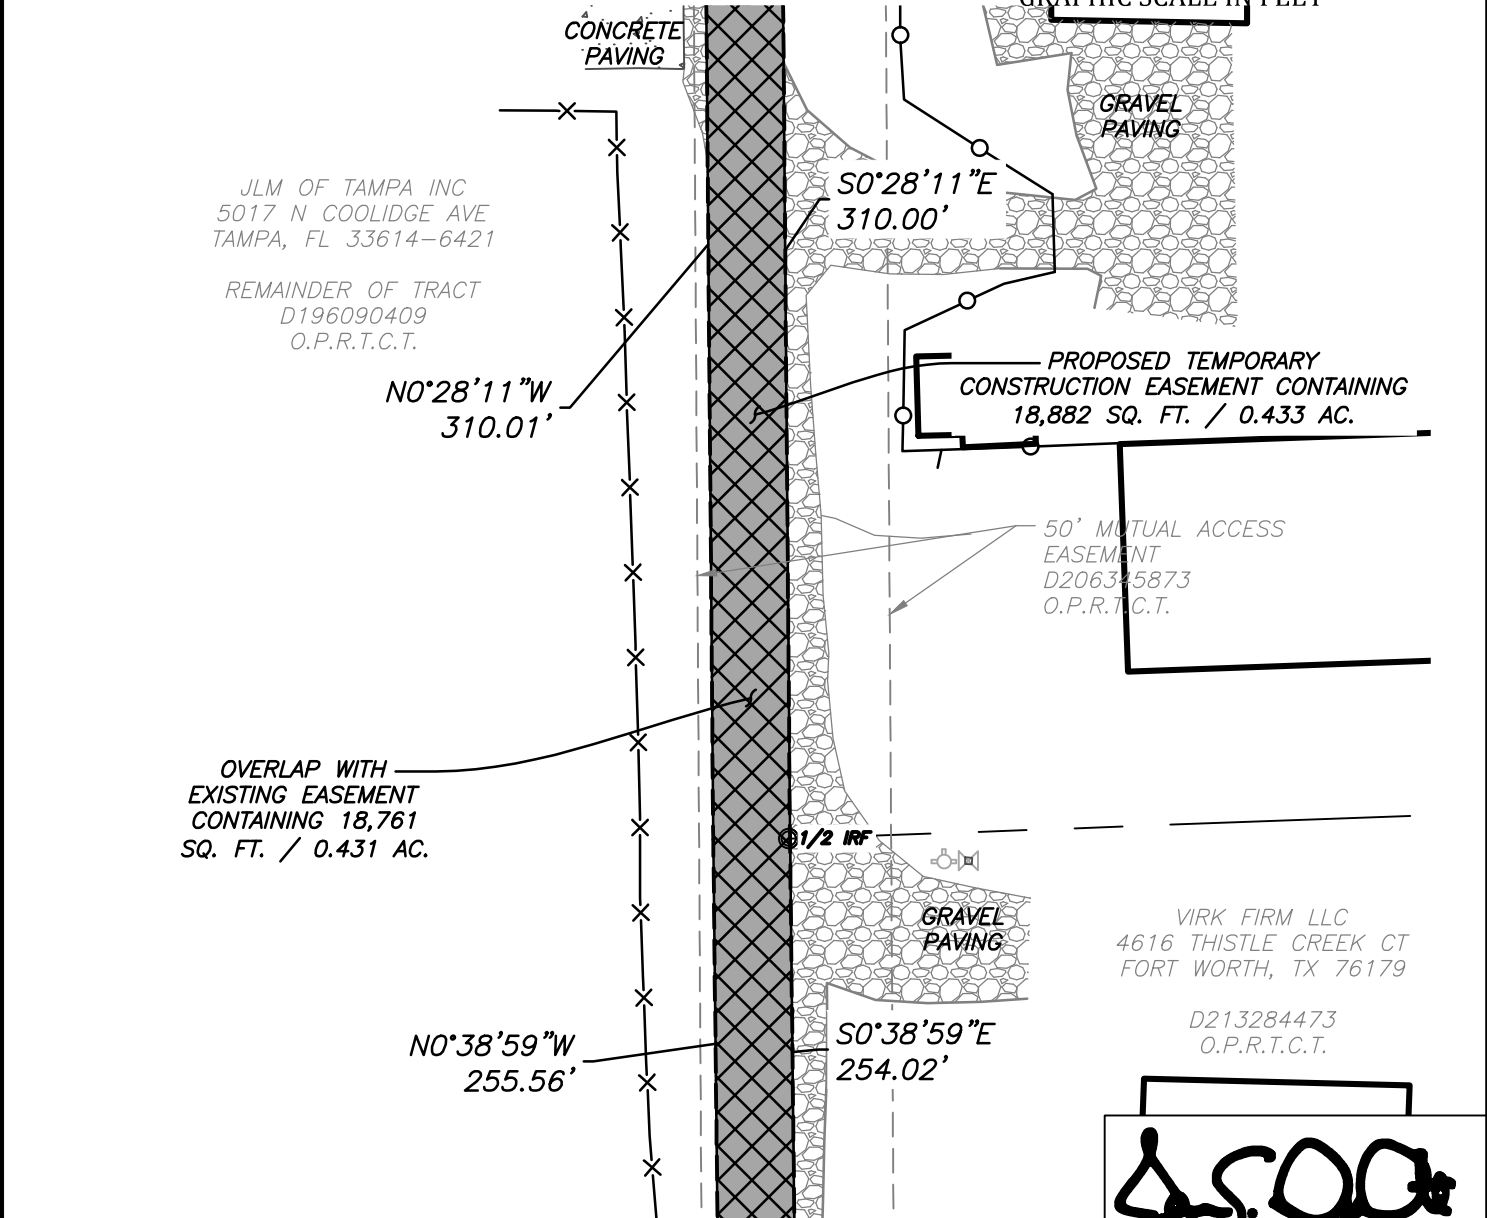 GRAPHIC SCALE IN FEET
CONCRETE
PAVING
GRAVEL
PAVING
JLM OF TAMPA INC
5017 N COOLIDGE AVE
TAMPA, FL 33614-6421
REMAINDER OF TRACT
D196090409
O.P.R.T.C.T.
S0°28'11"E
310.00'
N0°28'11"W
310.01'
PROPOSED TEMPORARY
CONSTRUCTION EASEMENT CONTAINING
18,882 SQ. FT. / 0.433 AC.
50' MUTUAL ACCESS
EASEMENT
D206345873
O.P.R.T.C.T.
OVERLAP WITH
EXISTING EASEMENT
CONTAINING 18,761
SQ. FT. / 0.431 AC.
1/2 IRF
GRAVEL
PAVING
VIRK FIRM LLC
4616 THISTLE CREEK CT
FORT WORTH, TX 76179
D213284473
O.P.R.T.C.T.
N0°38'59"W
255.56'
S0°38'59"E
254.02'